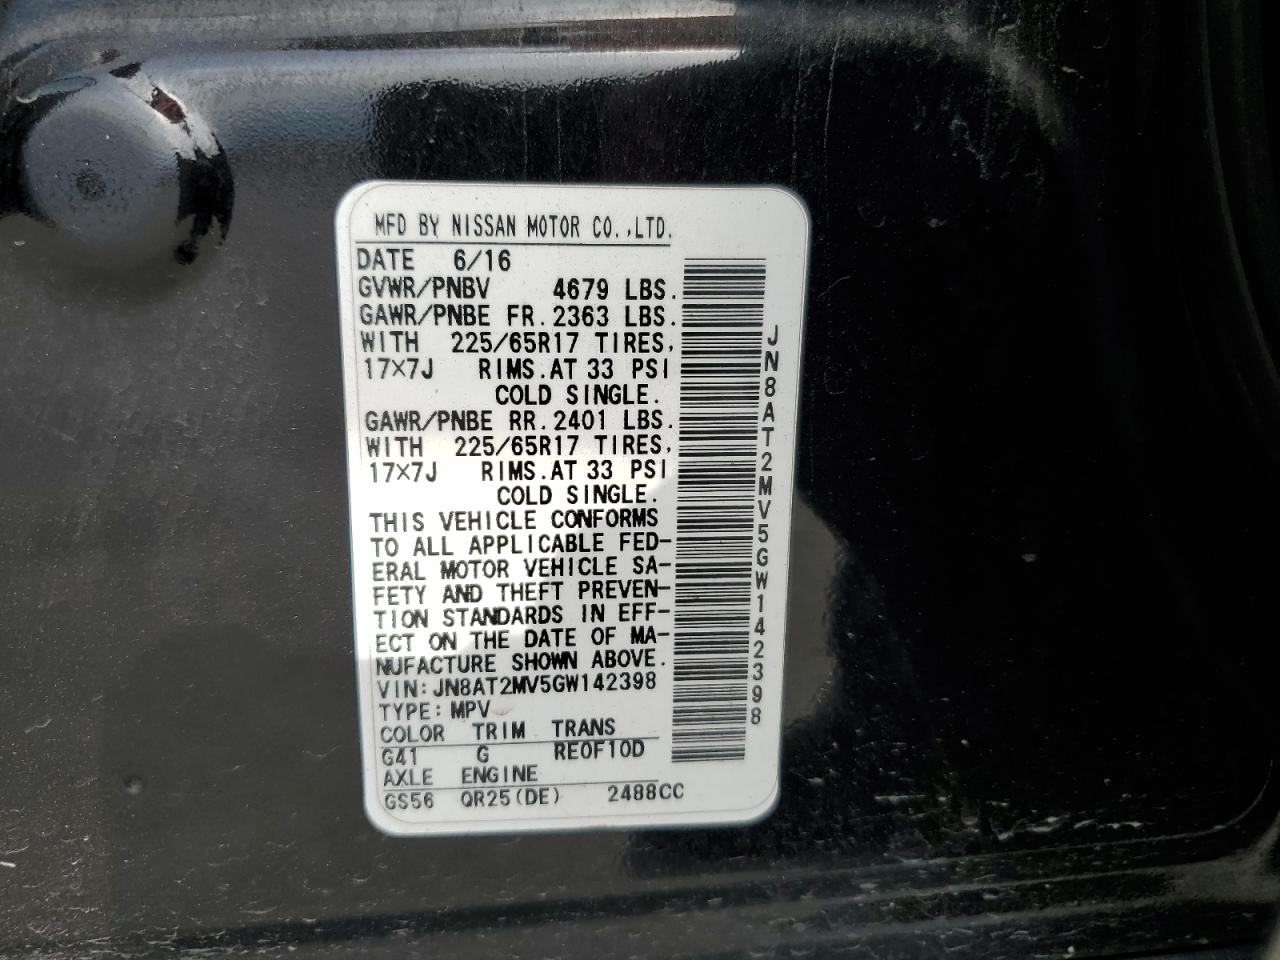 MFD BY NISSAN MOTOR CO.,LTD.
DATE 6/16
GVWR/PNBV 4679 LBS.
GAWR/PNBE FR.2363 LBS.
WITH 225/65R17 TIRES,
17×7J RIMS.AT 33 PSI
COLD SINGLE.
GAWR/PNBE RR.2401 LBS.
WITH 225/65R17 TIRES,
17×7J RIMS.AT 33 PSI
COLD SINGLE.
THIS VEHICLE CONFORMS
TO ALL APPLICABLE FED-
ERAL MOTOR VEHICLE SA-
FETY AND THEFT PREVEN-
TION STANDARDS IN EFF-
ECT ON THE DATE OF MA-
NUFACTURE SHOWN ABOVE.
VIN:JN8AT2MV5GW142398
TYPE:MPV
COLOR TRIM TRANS
G41 G RE0F10D
AXLE ENGINE
GS56 QR25(DE) 2488CC
JN8AT2MV5GW142398